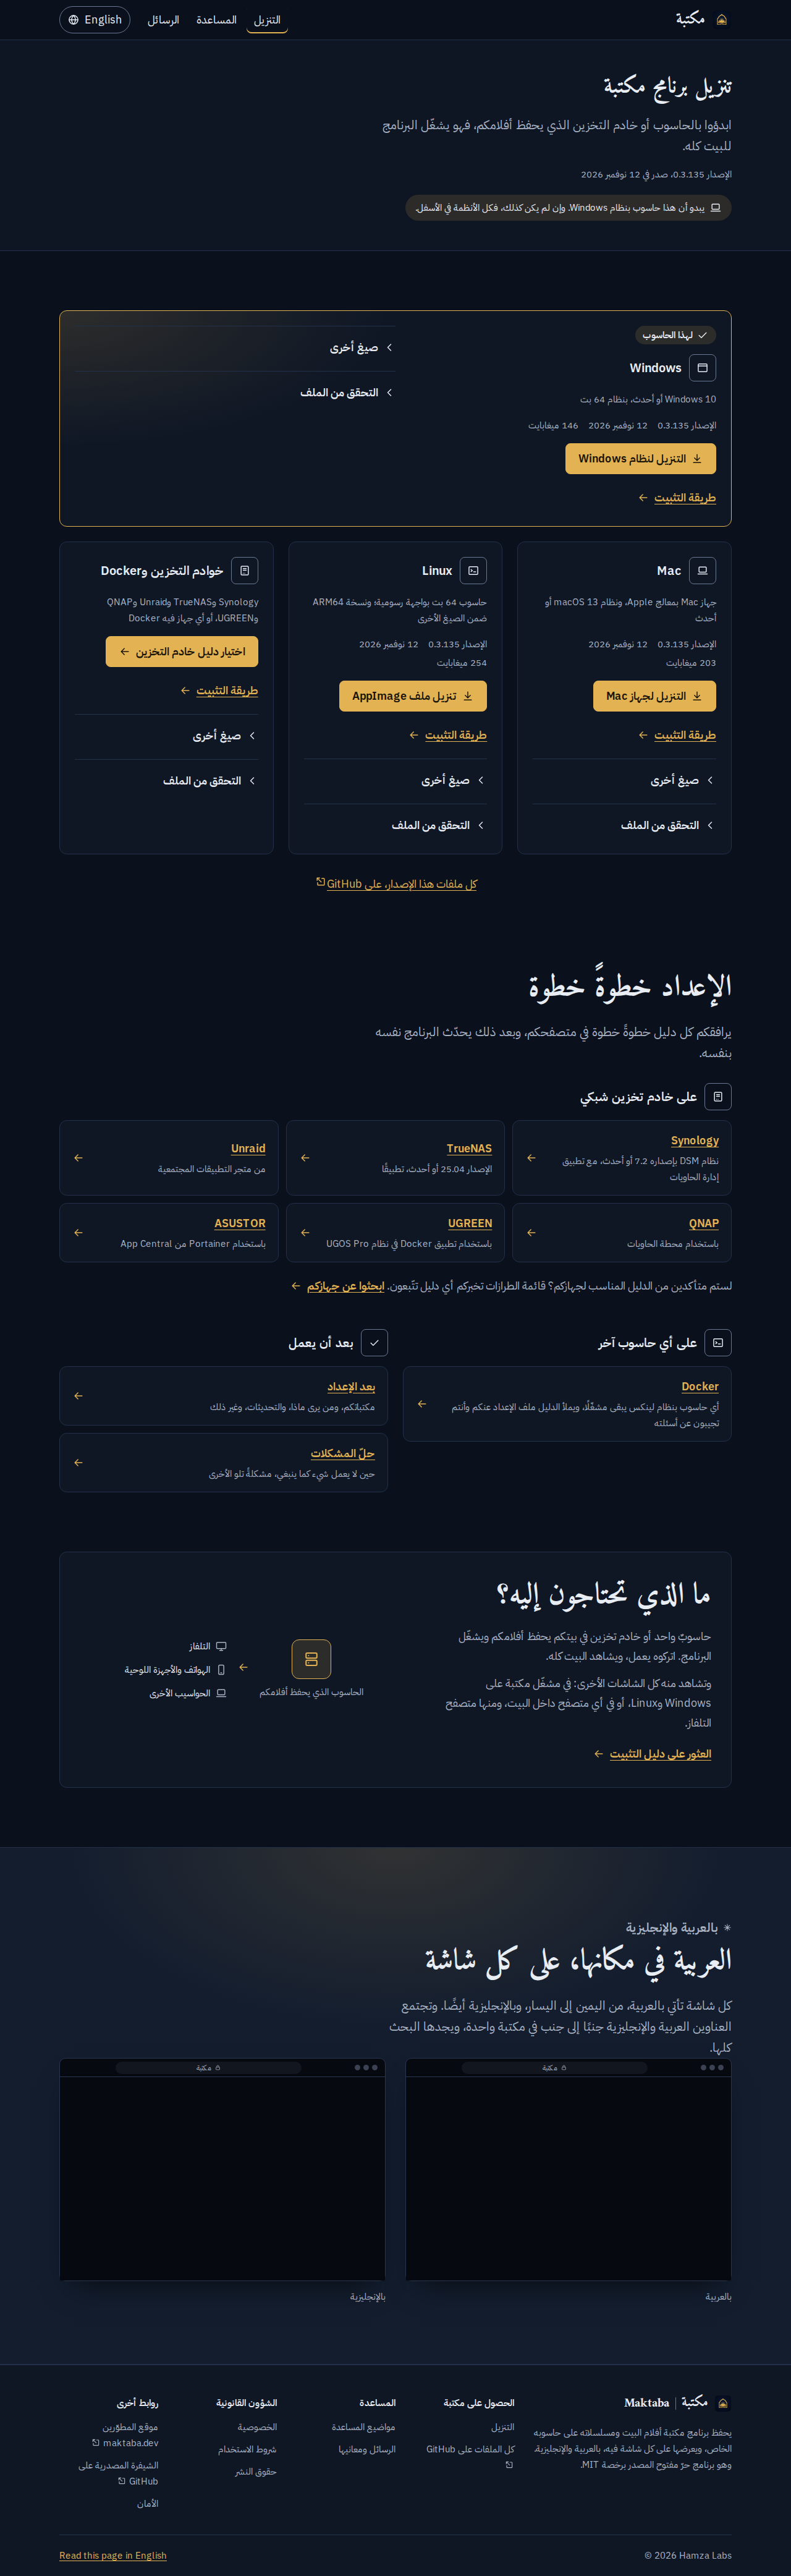 مكتبة
التنزيل
المساعدة
الرسائل
English
تنزيل برنامج مكتبة
ابدؤوا بالحاسوب أو خادم التخزين الذي يحفظ أفلامكم، فهو يشغّل البرنامج
للبيت كله.
الإصدار 0.3.135، صدر في 12 نوفمبر 2026
يبدو أن هذا حاسوب بنظام Windows. وإن لم يكن كذلك، فكل الأنظمة في الأسفل.
لهذا الحاسوب
Windows
Windows 10 أو أحدث، بنظام 64 بت
الإصدار 0.3.135 12 نوفمبر 2026 146 ميغابايت
التنزيل لنظام Windows
طريقة التثبيت
صيغ أخرى
التحقق من الملف
Mac
جهاز Mac بمعالج Apple، ونظام macOS 13 أو
أحدث
الإصدار 0.3.135 12 نوفمبر 2026
203 ميغابايت
التنزيل لجهاز Mac
طريقة التثبيت
صيغ أخرى
التحقق من الملف
Linux
حاسوب 64 بت بواجهة رسومية؛ ونسخة ARM64
ضمن الصيغ الأخرى
الإصدار 0.3.135 12 نوفمبر 2026
254 ميغابايت
تنزيل ملف AppImage
طريقة التثبيت
صيغ أخرى
التحقق من الملف
خوادم التخزين وDocker
Synology وTrueNAS وUnraid وQNAP
وUGREEN، أو أي جهاز فيه Docker
اختيار دليل خادم التخزين
طريقة التثبيت
صيغ أخرى
التحقق من الملف
كل ملفات هذا الإصدار، على GitHub
الإعداد خطوةً خطوة
يرافقكم كل دليل خطوةً خطوة في متصفحكم، وبعد ذلك يحدّث البرنامج نفسه
بنفسه.
على خادم تخزين شبكي
Synology
نظام DSM بإصداره 7.2 أو أحدث، مع تطبيق
إدارة الحاويات
TrueNAS
الإصدار 25.04 أو أحدث، تطبيقًا
Unraid
من متجر التطبيقات المجتمعية
QNAP
باستخدام محطة الحاويات
UGREEN
باستخدام تطبيق Docker في نظام UGOS Pro
ASUSTOR
باستخدام Portainer من App Central
لستم متأكدين من الدليل المناسب لجهازكم؟ قائمة الطرازات تخبركم أي دليل تتّبعون. ابحثوا عن جهازكم
على أي حاسوب آخر
Docker
أي حاسوب بنظام لينكس يبقى مشغّلًا، ويملأ الدليل ملف الإعداد عنكم وأنتم
تجيبون عن أسئلته
بعد أن يعمل
بعد الإعداد
مكتباتكم، ومن يرى ماذا، والتحديثات، وغير ذلك
حلّ المشكلات
حين لا يعمل شيء كما ينبغي، مشكلةً تلو الأخرى
ما الذي تحتاجون إليه؟
حاسوبٌ واحد أو خادم تخزين في بيتكم يحفظ أفلامكم ويشغّل
البرنامج. اتركوه يعمل، ويشاهد البيت كله.
وتشاهد منه كل الشاشات الأخرى: في مشغّل مكتبة على
Windows وLinux، أو في أي متصفح داخل البيت، ومنها متصفح
التلفاز.
العثور على دليل التثبيت
الحاسوب الذي يحفظ أفلامكم
التلفاز
الهواتف والأجهزة اللوحية
الحواسيب الأخرى
بالعربية والإنجليزية
العربية في مكانها، على كل شاشة
كل شاشة تأتي بالعربية، من اليمين إلى اليسار، وبالإنجليزية أيضًا. وتجتمع
العناوين العربية والإنجليزية جنبًا إلى جنب في مكتبة واحدة، ويجدها البحث
كلها.
مكتبة
بالعربية
مكتبة
بالإنجليزية
مكتبة | Maktaba
يحفظ برنامج مكتبة أفلام البيت ومسلسلاته على حاسوبه
الخاص، ويعرضها على كل شاشة فيه، بالعربية والإنجليزية.
وهو برنامج حرّ مفتوح المصدر برخصة MIT.
الحصول على مكتبة
التنزيل
كل الملفات على GitHub
المساعدة
مواضيع المساعدة
الرسائل ومعانيها
الشؤون القانونية
الخصوصية
شروط الاستخدام
حقوق النشر
روابط أخرى
موقع المطوّرين
maktaba.dev
الشيفرة المصدرية على
GitHub
الأمان
© 2026 Hamza Labs
Read this page in English